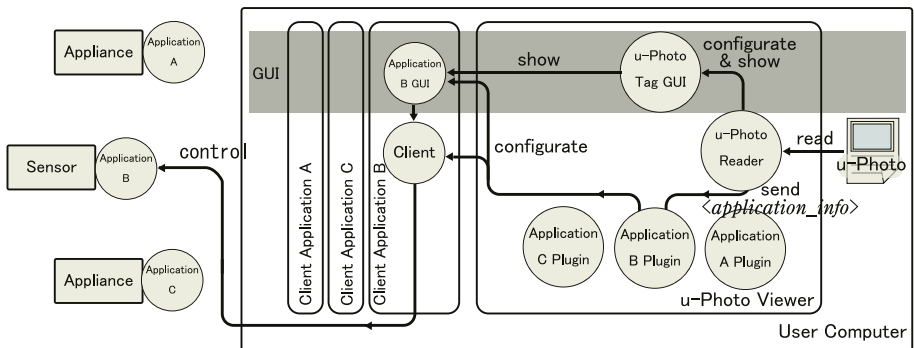 Appliance
Application
A
Sensor
Application
B
Appliance
Application
C
control
GUI
Client Application A
Client Application C
Client Application B
Application
B GUI
Client
show
configurate
u-Photo
Tag GUI
configurate
& show
u-Photo
Reader
read
u-Photo
send
<application_info>
Application
C Plugin
Application
B Plugin
Application
A Plugin
u-Photo Viewer
User Computer